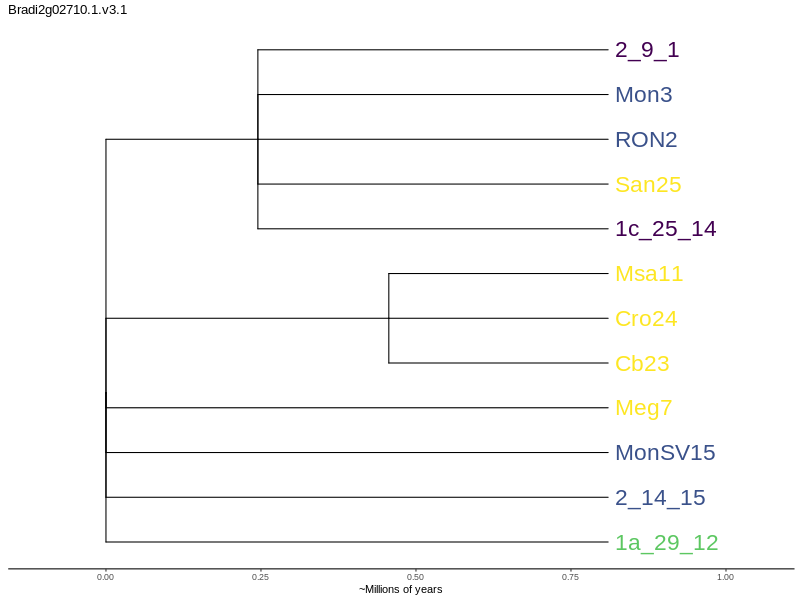 Bradi2g02710.1.v3.1
2_9_1
Mon3
RON2
San25
1c_25_14
Msa11
Cro24
Cb23
Meg7
MonSV15
2_14_15
1a_29_12
0.00 0.25 0.50 0.75 1.00
~Millions of years